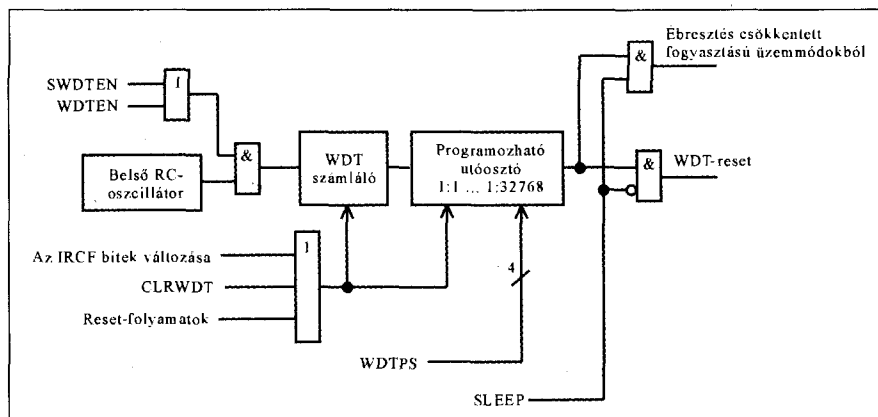 Ébresztés csökkentett
fogyasztású üzemmódokból
&
SWDTEN
WDTEN
1
&
Belső RC-
oszcillátor
WDT
számláló
Programozható
utóosztó
1:1 ... 1:32768
&
WDT-reset
Az IRCF bitek változása
CLRWDT
Reset-folyamatok
1
4
WDTPS
SLEEP